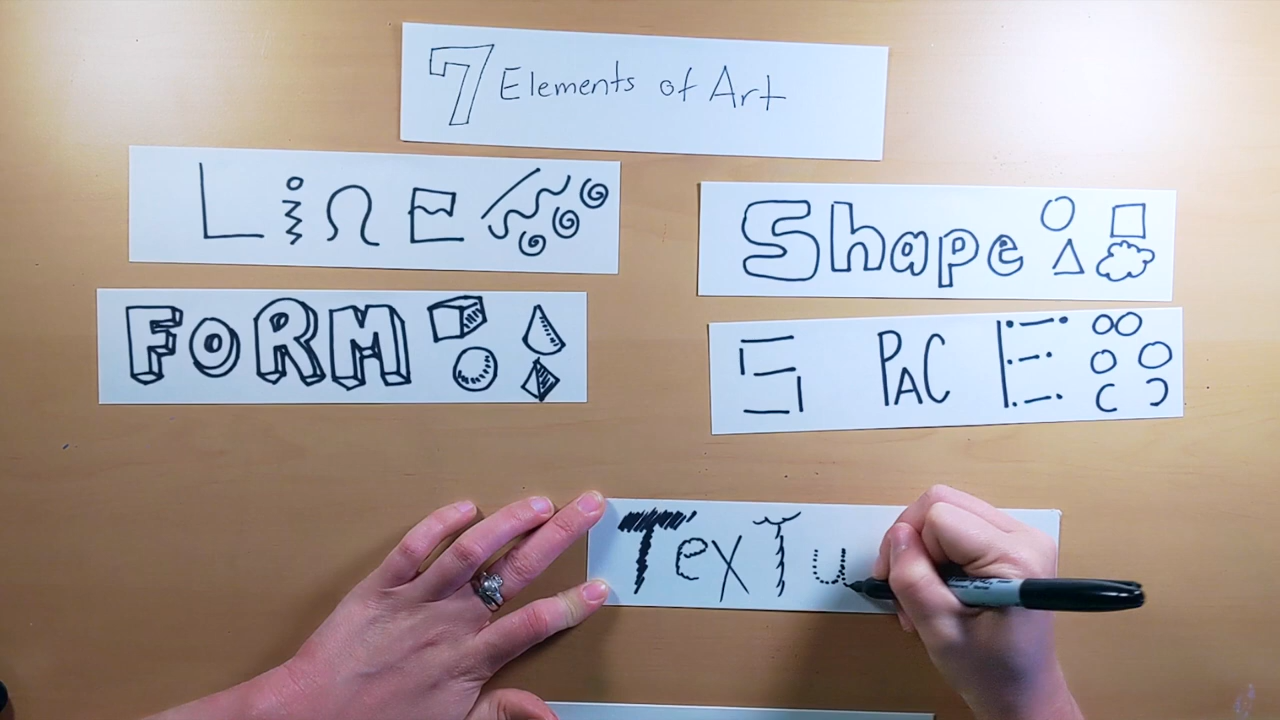 7 Elements of Art
LinE
Shape
FORM
SPACE
TexTu